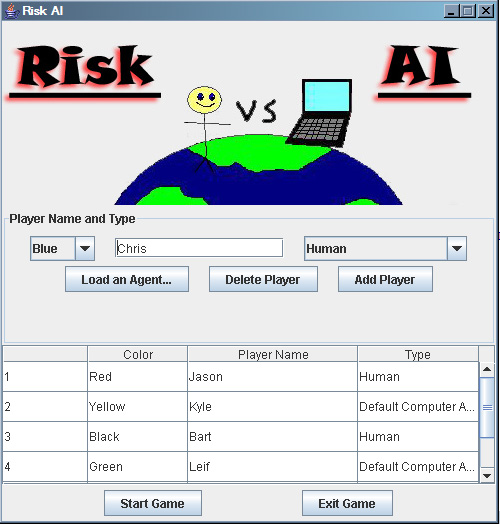 Risk AI
Risk VS AI
Player Name and Type
Blue Chris Human
Load an Agent... Delete Player Add Player
Color Player Name Type
1 Red Jason Human
2 Yellow Kyle Default Computer A...
3 Black Bart Human
4 Green Leif Default Computer A...
Start Game Exit Game